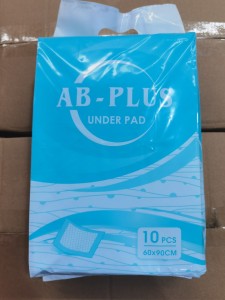 AB-PLUS
UNDER PAD
10 PCS
60x90CM